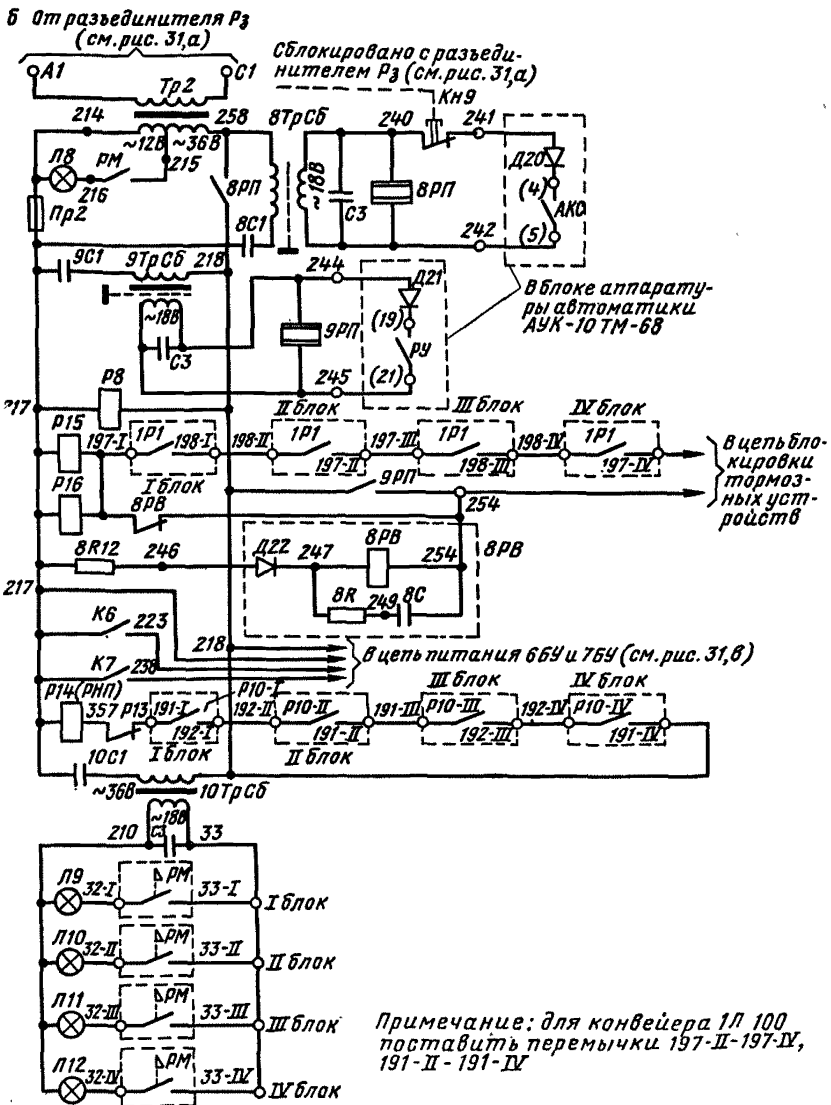 б От разъединителя Р₃
(см.рис. 31,а)
А1
С1
Тр2
Сблокировано с разъеди-
нителем Р₃ (см.рис. 31,а)
Кн9
214
258
8ТрСб
240
241
~12В
~36В
215
Л8
РМ
216
8РП
~18В
С3
8РП
Д20
(4)
АКС
(5)
Пр2
8С1
242
9С1
9ТрСб
218
244
Д21
В блоке аппарату-
ры автоматики
АУК-10 ТМ-68
~18В
С3
9РП
(19)
РУ
(21)
245
Р8
217
Р15
II блок
III блок
IV блок
197-I
1Р1
198-I
198-II
1Р1
197-II
197-III
1Р1
198-III
198-IV
1Р1
197-IV
В цепь бло-
кировки
тормоз-
ных уст-
ройств
I блок
Р16
8РВ
9РП
254
8R12
246
Д22
247
8РВ
254
8РВ
217
8R
249
8С
К6
223
218
К7
238
В цепь питания 6БУ и 7БУ (см.рис. 31,в)
Р14(РНП)
Р10-I
III блок
IV блок
357
Р13
191-I
192-I
192-II
Р10-II
191-II
191-III
Р10-III
192-III
192-IV
Р10-IV
191-IV
I блок
II блок
10С1
~36В
10ТрСб
~18В
210
С3
33
Л9
32-I
РМ
33-I
I блок
Л10
32-II
РМ
33-II
II блок
Л11
32-III
РМ
33-III
III блок
Л12
32-IV
РМ
33-IV
IV блок
Примечание: для конвейера 1Л 100
поставить перемычки 197-II-197-IV,
191-II-191-IV